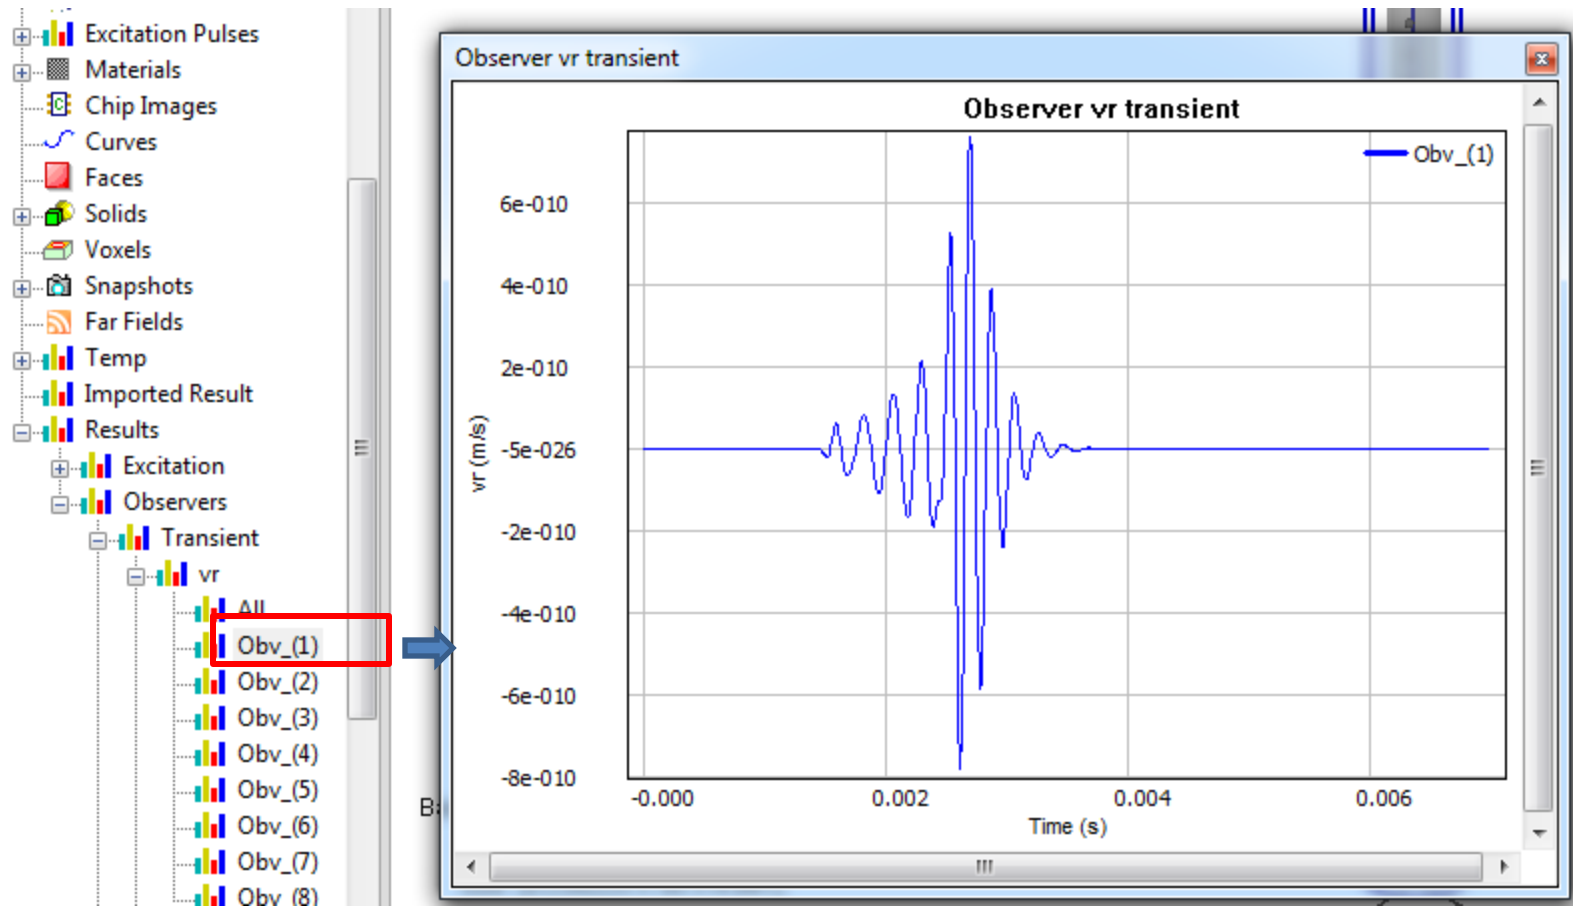 Excitation Pulses
Materials
Chip Images
Curves
Faces
Solids
Voxels
Snapshots
Far Fields
Temp
Imported Result
Results
Excitation
Observers
Transient
vr
All
Obv_(1)
Obv_(2)
Obv_(3)
Obv_(4)
Obv_(5)
Obv_(6)
Obv_(7)
Obv_(8)
Observer vr transient
Observer vr transient
Obv_(1)
6e-010
4e-010
2e-010
-5e-026
-2e-010
-4e-010
-6e-010
-8e-010
vr (m/s)
-0.000
0.002
0.004
0.006
Time (s)